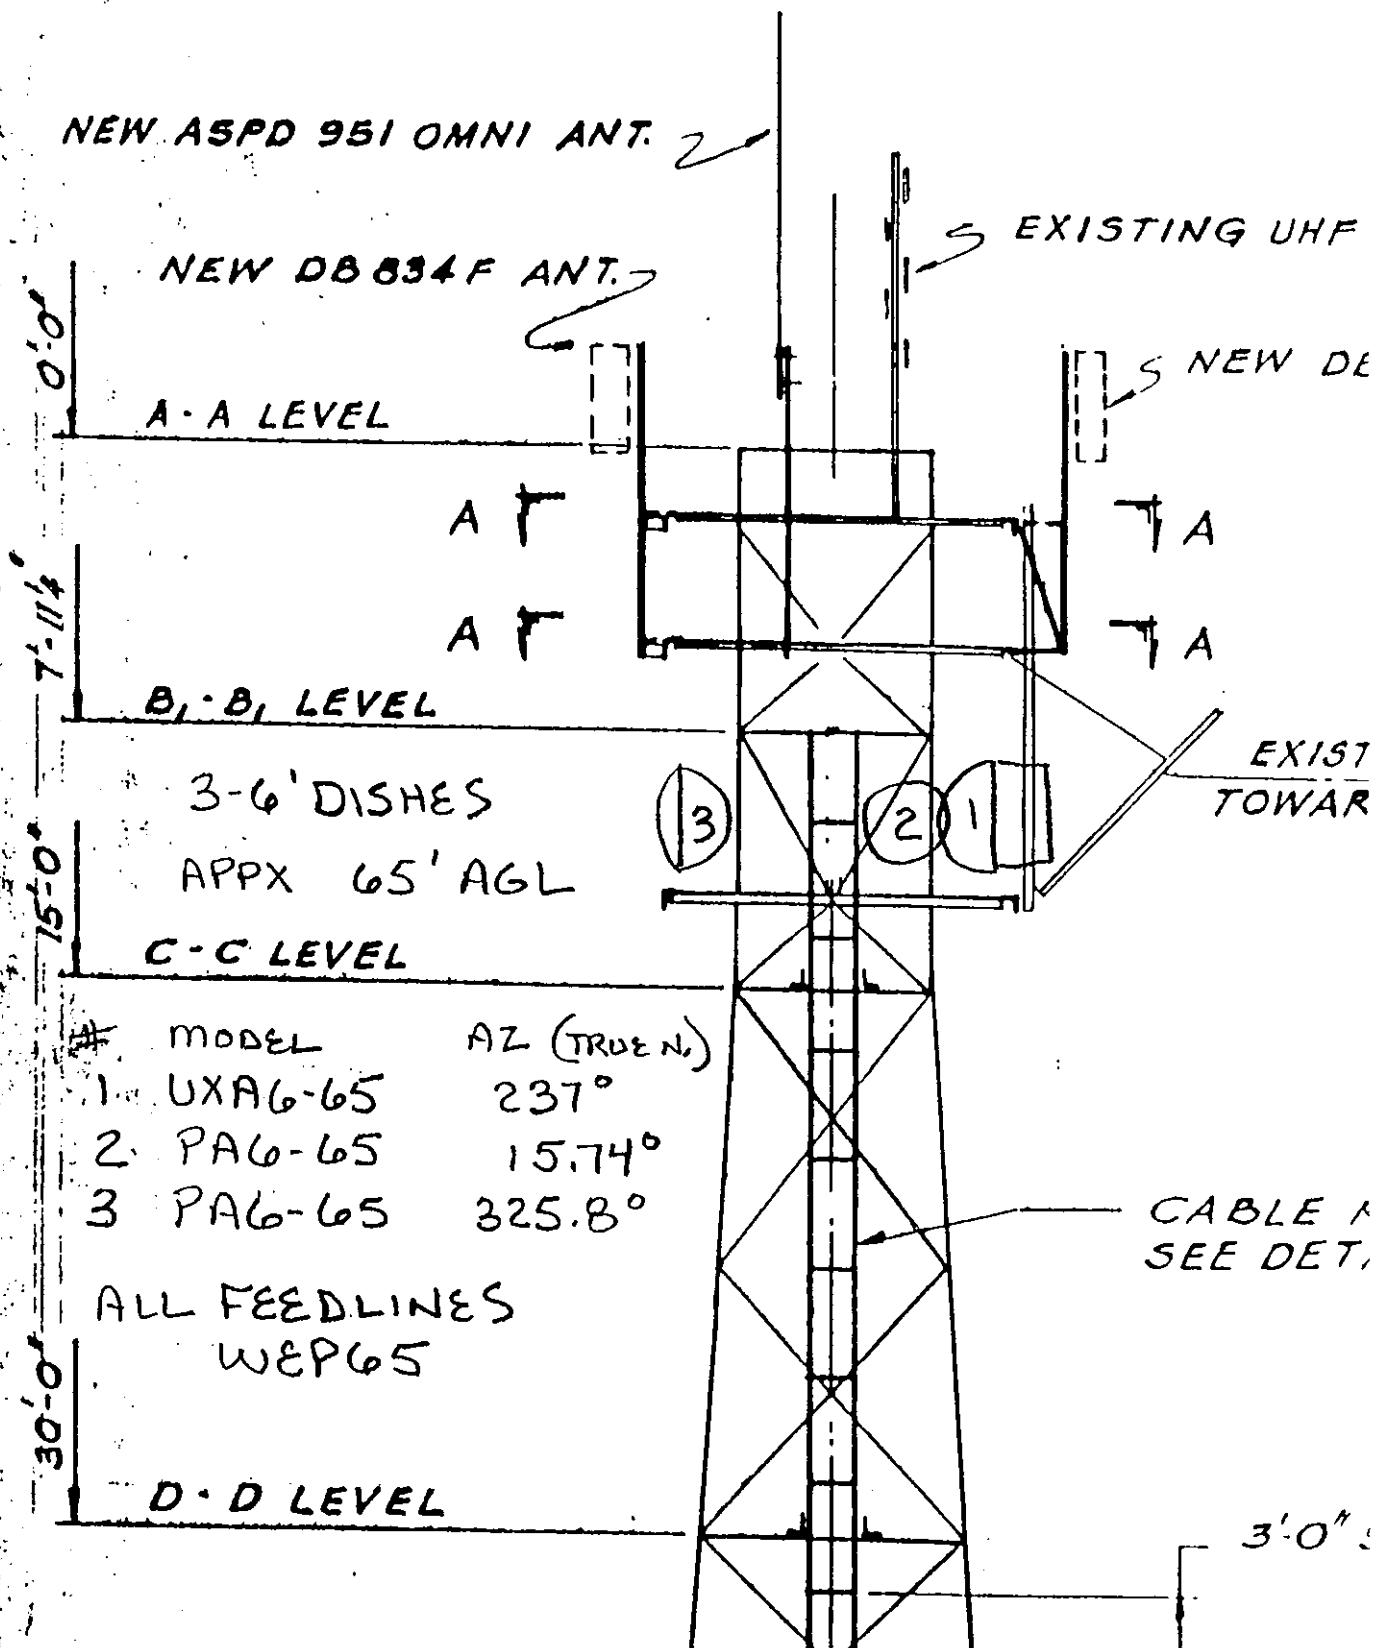 NEW ASPD 951 OMNI ANT.
EXISTING UHF
NEW DB 834 F ANT.
0'-0"
NEW DE
A-A LEVEL
A
A
A
A
7'-11¼"
B₁-B₁ LEVEL
EXIST
TOWAR
3-6' DISHES
3
2
1
APPX 65' AGL
15'-0"
C-C LEVEL
# MODEL AZ (TRUE N.)
1. UXA6-65 237°
2. PA6-65 15.74°
3 PA6-65 325.8°
CABLE
SEE DETA
ALL FEEDLINES
WEP65
30'-0"
D-D LEVEL
3'-0" S